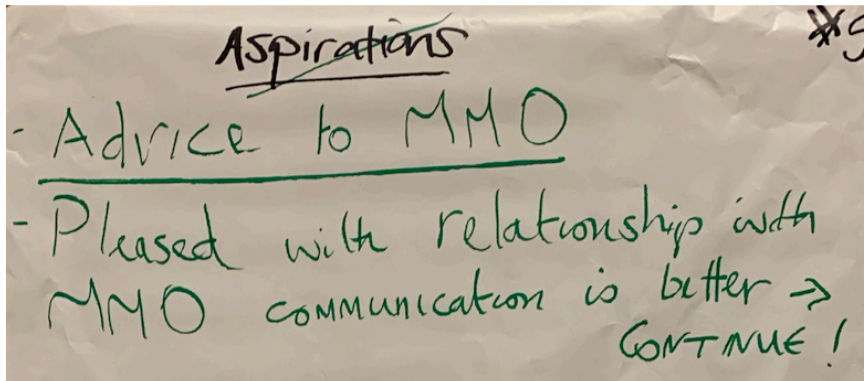 Aspirations
- Advice to MMO
- Pleased with relationship with
MMO communication is better →
CONTINUE!